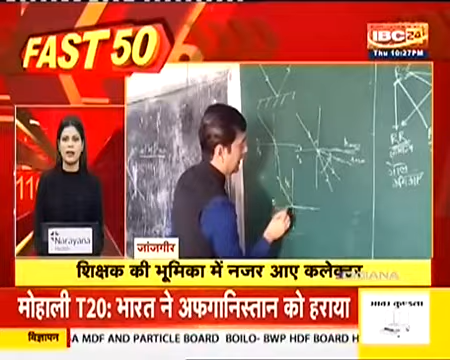 FAST 50
IBC24
Thu 10:27PM
Narayana
Health
जांजगीर
शिक्षक की भूमिका में नजर आए कलेक्टर
मोहाली T20: भारत ने अफगानिस्तान को हराया
विज्ञापन
A MDF AND PARTICLE BOARD BOILO- BWP HDF BOARD H